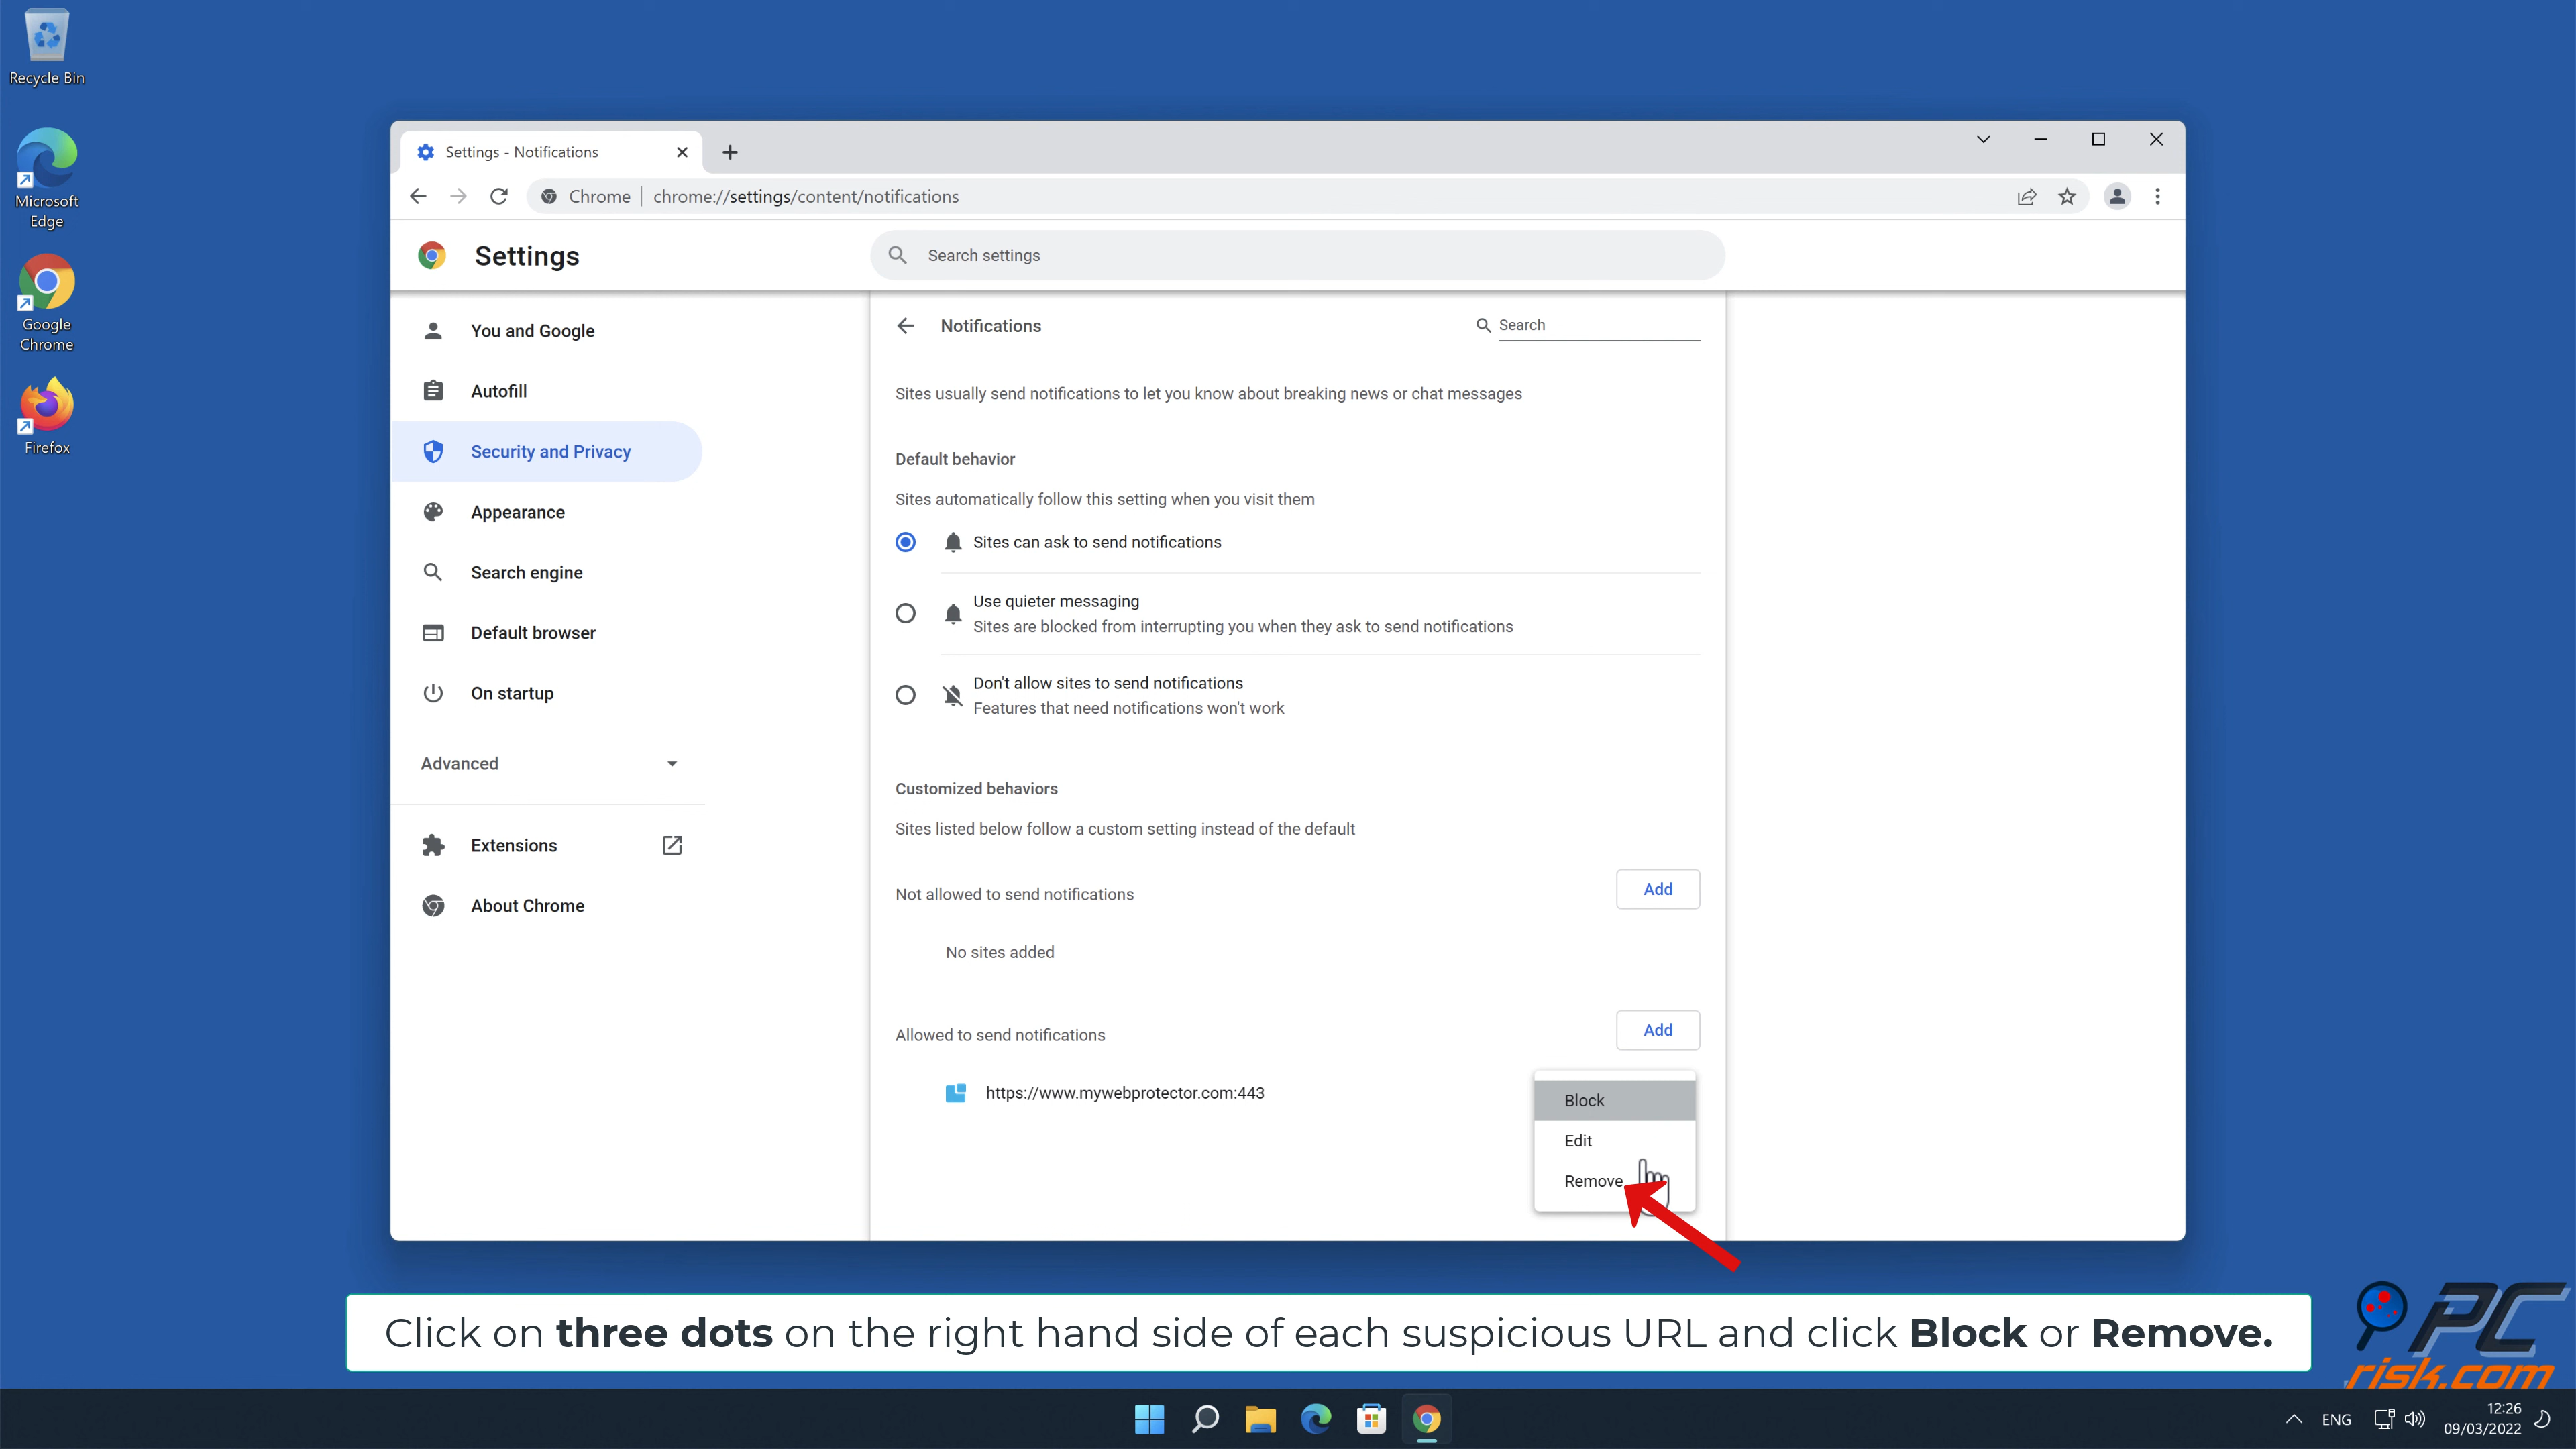 Recycle Bin
Microsoft
Edge
Google
Chrome
Firefox
Settings - Notifications
Chrome
chrome://settings/content/notifications
Settings
Search settings
You and Google
Autofill
Security and Privacy
Appearance
Search engine
Default browser
On startup
Advanced
Extensions
About Chrome
Notifications
Search
Sites usually send notifications to let you know about breaking news or chat messages
Default behavior
Sites automatically follow this setting when you visit them
Sites can ask to send notifications
Use quieter messaging
Sites are blocked from interrupting you when they ask to send notifications
Don't allow sites to send notifications
Features that need notifications won't work
Customized behaviors
Sites listed below follow a custom setting instead of the default
Not allowed to send notifications
Add
No sites added
Allowed to send notifications
Add
https://www.mywebprotector.com:443
Block
Edit
Remove
Click on three dots on the right hand side of each suspicious URL and click Block or Remove.
PC
risk.com
ENG
12:26
09/03/2022